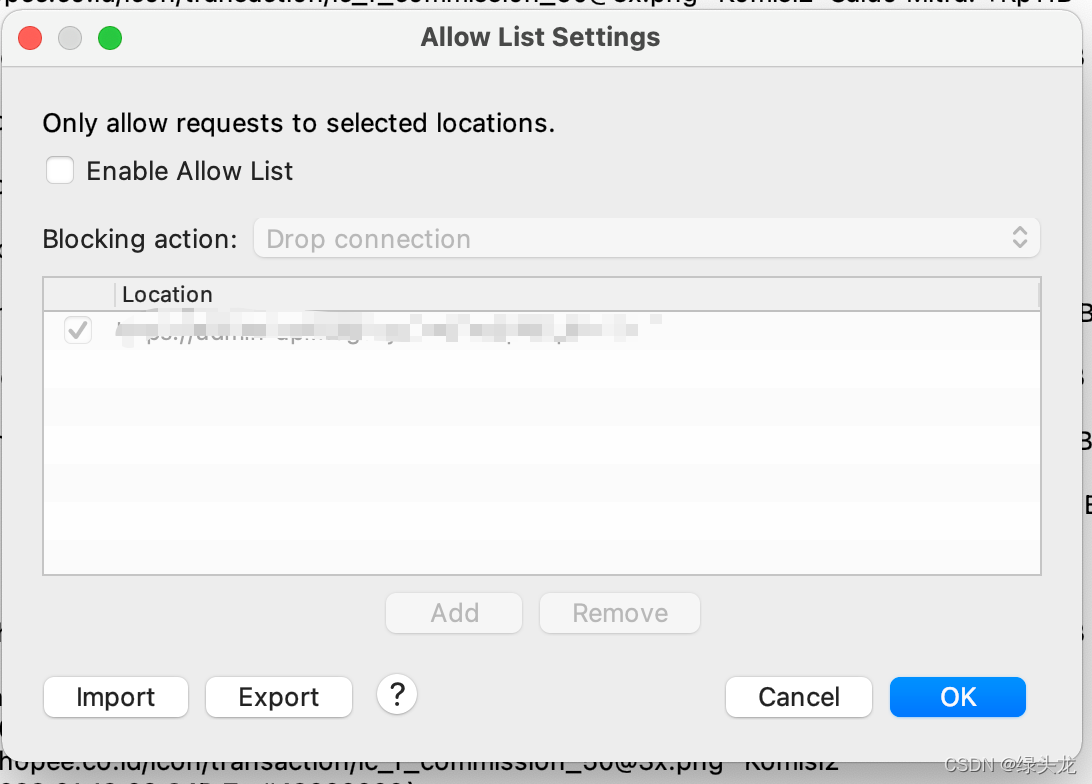 Allow List Settings
Only allow requests to selected locations.
Enable Allow List
Blocking action: Drop connection
Location
Add Remove
Import Export ? Cancel OK
hopee.co.id/icon/transaction/ic_f_commission_50@3x.png" Komisi2
CSDN @绿头龙